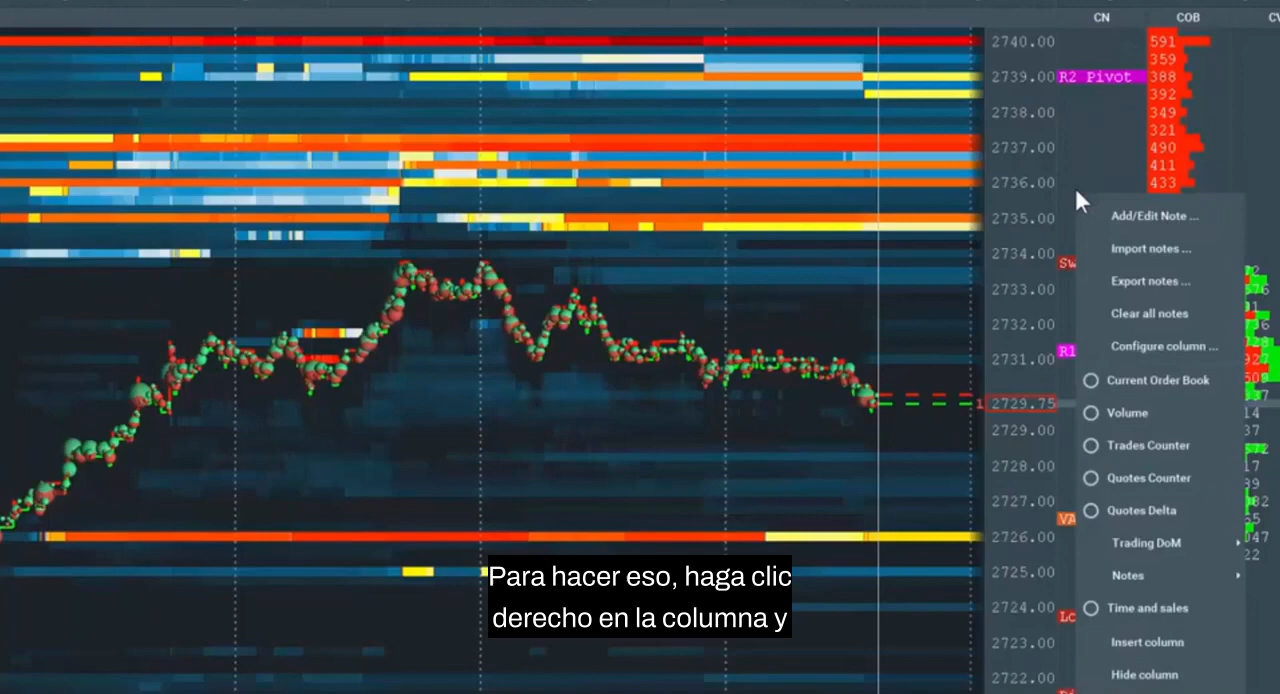 CN
COB
2740.00
591
359
2739.00
R2 Pivot
388
392
2738.00
349
321
2737.00
490
411
2736.00
433
2735.00
2734.00
2733.00
2732.00
2731.00
R1
2729.75
2729.00
2728.00
2727.00
2726.00
2725.00
2724.00
2723.00
2722.00
Add/Edit Note ...
Import notes ...
Export notes ...
Clear all notes
Configure column ...
Current Order Book
Volume
Trades Counter
Quotes Counter
Quotes Delta
Trading DoM
Notes
Time and sales
Insert column
Hide column
Para hacer eso, haga clic
derecho en la columna y